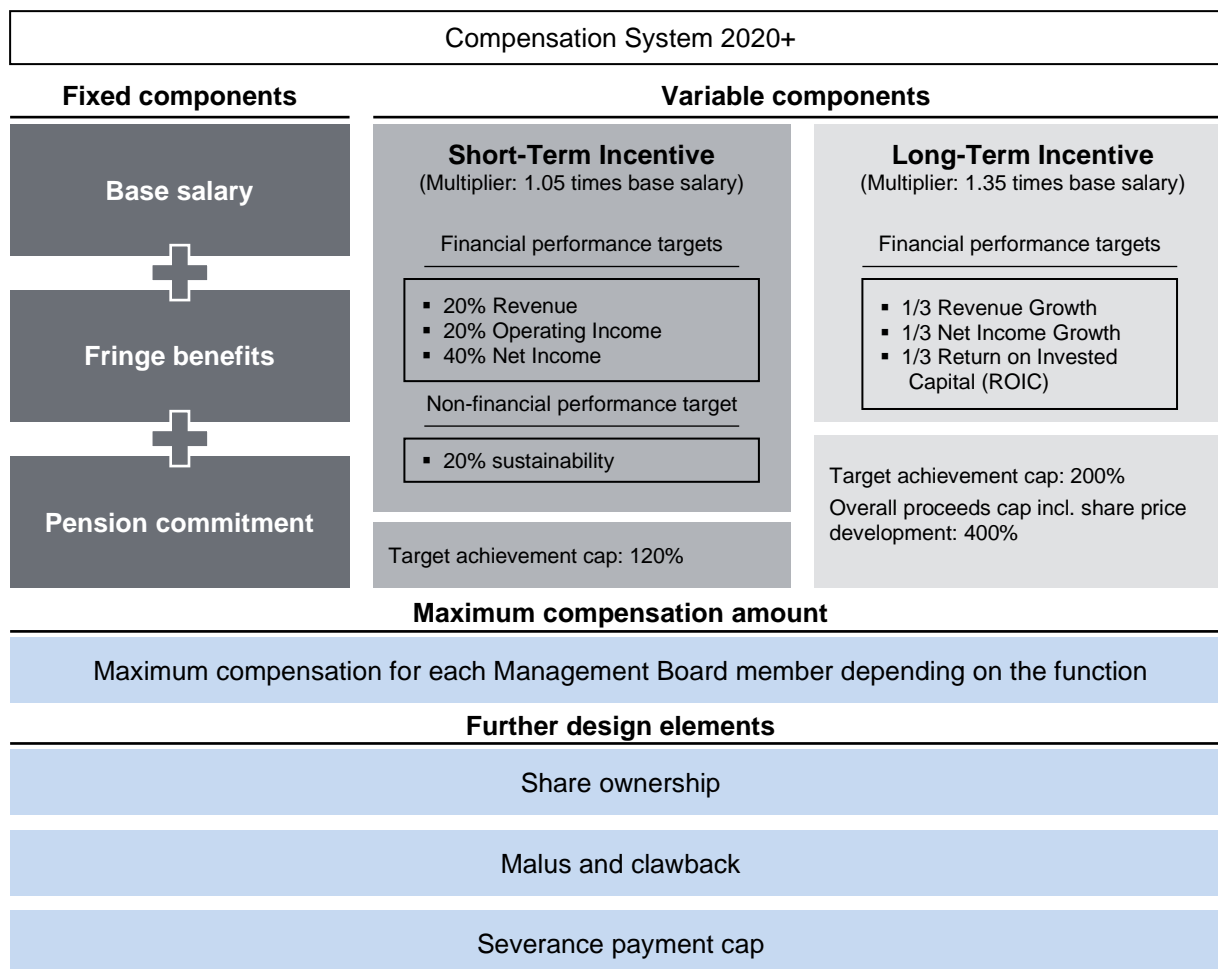 Compensation System 2020+
Fixed components
Base salary
Fringe benefits
Pension commitment
Variable components
Short-Term Incentive
(Multiplier: 1.05 times base salary)
Financial performance targets
▪ 20% Revenue
▪ 20% Operating Income
▪ 40% Net Income
Non-financial performance target
▪ 20% sustainability
Target achievement cap: 120%
Long-Term Incentive
(Multiplier: 1.35 times base salary)
Financial performance targets
▪ 1/3 Revenue Growth
▪ 1/3 Net Income Growth
▪ 1/3 Return on Invested
Capital (ROIC)
Target achievement cap: 200%
Overall proceeds cap incl. share price
development: 400%
Maximum compensation amount
Maximum compensation for each Management Board member depending on the function
Further design elements
Share ownership
Malus and clawback
Severance payment cap